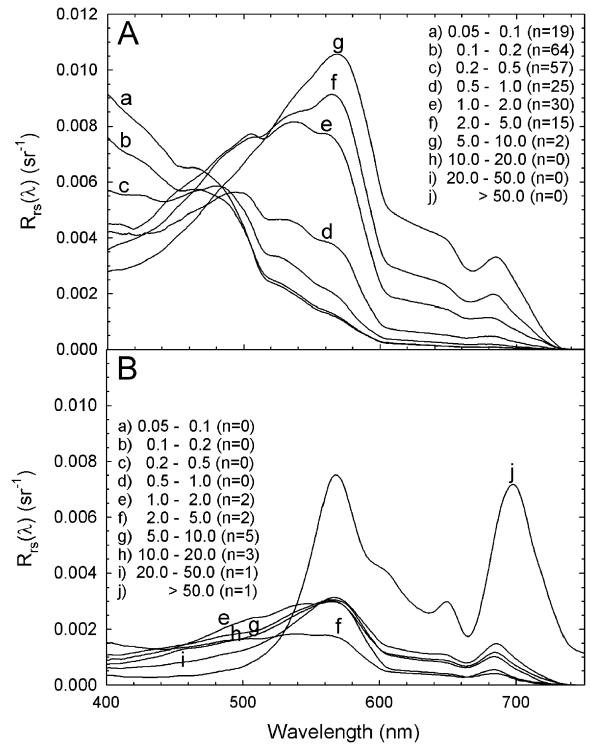 A
a) 0.05 - 0.1 (n=19)
b) 0.1 - 0.2 (n=64)
c) 0.2 - 0.5 (n=57)
d) 0.5 - 1.0 (n=25)
e) 1.0 - 2.0 (n=30)
f) 2.0 - 5.0 (n=15)
g) 5.0 - 10.0 (n=2)
h) 10.0 - 20.0 (n=0)
i) 20.0 - 50.0 (n=0)
j) > 50.0 (n=0)
0.012
0.010
0.008
0.006
0.004
0.002
0.000
Rrs(λ) (sr-1)
a
b
c
g
f
e
d
B
a) 0.05 - 0.1 (n=0)
b) 0.1 - 0.2 (n=0)
c) 0.2 - 0.5 (n=0)
d) 0.5 - 1.0 (n=0)
e) 1.0 - 2.0 (n=2)
f) 2.0 - 5.0 (n=2)
g) 5.0 - 10.0 (n=5)
h) 10.0 - 20.0 (n=3)
i) 20.0 - 50.0 (n=1)
j) > 50.0 (n=1)
0.010
0.008
0.006
0.004
0.002
0.000
Rrs(λ) (sr-1)
j
e
h
g
f
i
400 500 600 700
Wavelength (nm)